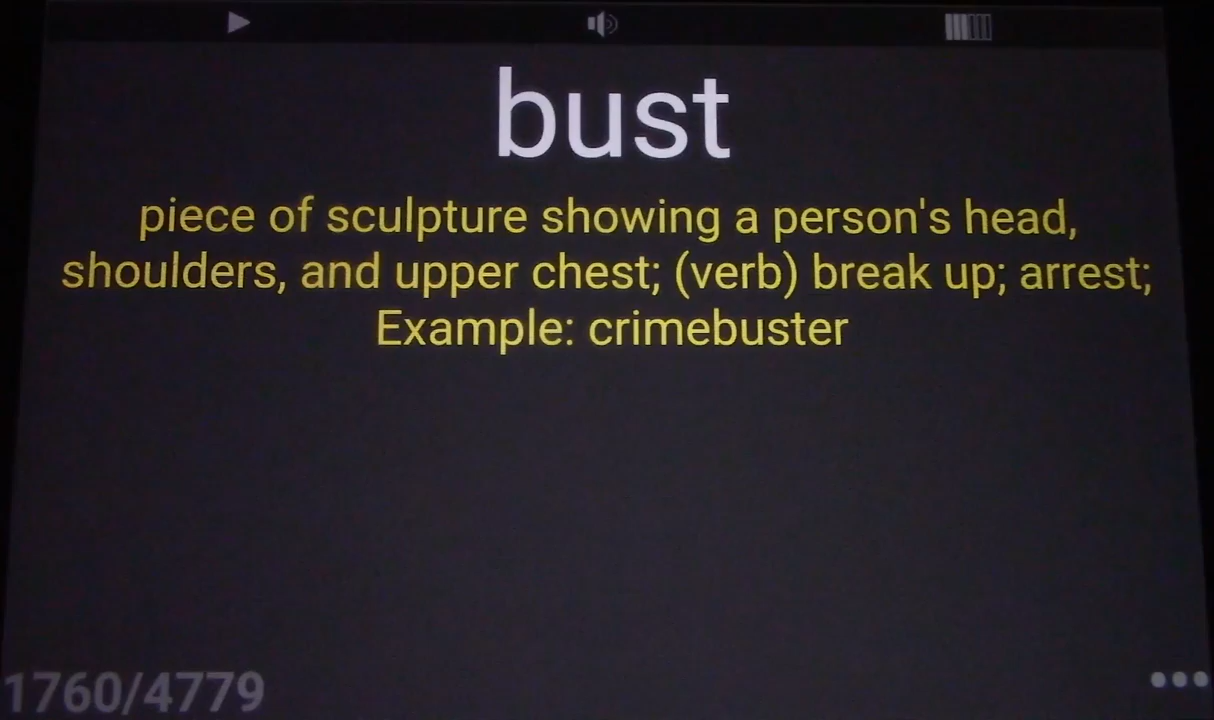 bust
piece of sculpture showing a person's head,
shoulders, and upper chest; (verb) break up; arrest;
Example: crimebuster
1760/4779